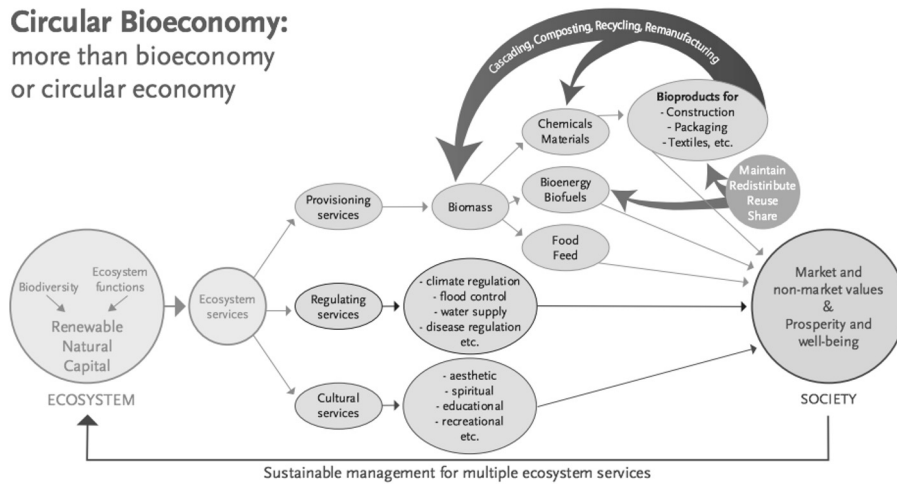 Circular Bioeconomy:
more than bioeconomy
or circular economy
Cascading, Composting, Recycling, Remanufacturing
Bioproducts for
- Construction
- Packaging
- Textiles, etc.
Chemicals
Materials
Maintain
Redistiribute
Reuse
Share
Provisioning
services
Biomass
Bioenergy
Biofuels
Food
Feed
Biodiversity
Ecosystem
functions
Renewable
Natural
Capital
ECOSYSTEM
Ecosystem
services
Regulating
services
- climate regulation
- flood control
- water supply
- disease regulation
etc.
Cultural
services
- aesthetic
- spiritual
- educational
- recreational
etc.
Market and
non-market values
&
Prosperity and
well-being
SOCIETY
Sustainable management for multiple ecosystem services